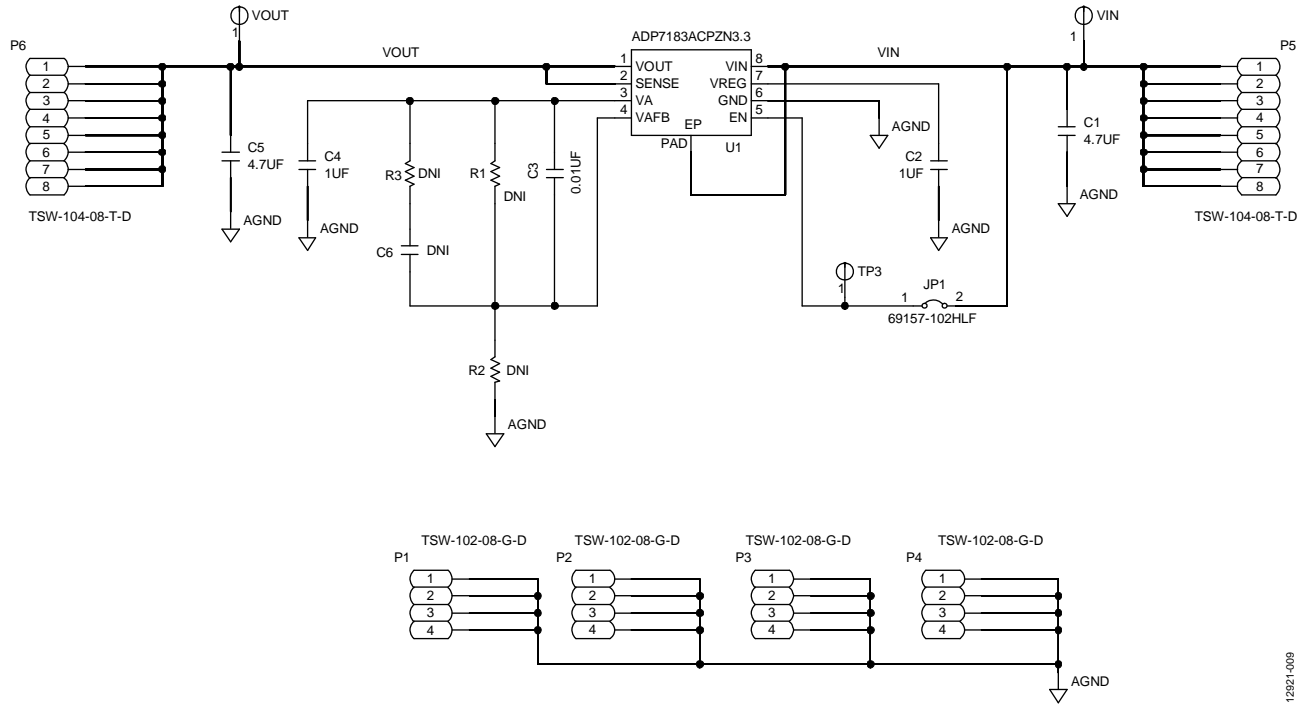 VOUT
1
VIN
1
P6
ADP7183ACPZN3.3
P5
VOUT
VIN
1
2
3
4
5
6
7
8
TSW-104-08-T-D
C5
4.7UF
AGND
C4
1UF
AGND
R3
DNI
C6
DNI
R1
DNI
C3
0.01UF
R2
DNI
AGND
1
2
3
4
VOUT
SENSE
VA
VAFB
VIN
VREG
GND
EN
8
7
6
5
EP
PAD
U1
AGND
C2
1UF
AGND
TP3
1
JP1
1
2
69157-102HLF
C1
4.7UF
AGND
1
2
3
4
5
6
7
8
TSW-104-08-T-D
TSW-102-08-G-D
P1
1
2
3
4
TSW-102-08-G-D
P2
1
2
3
4
TSW-102-08-G-D
P3
1
2
3
4
TSW-102-08-G-D
P4
1
2
3
4
AGND
12921-009